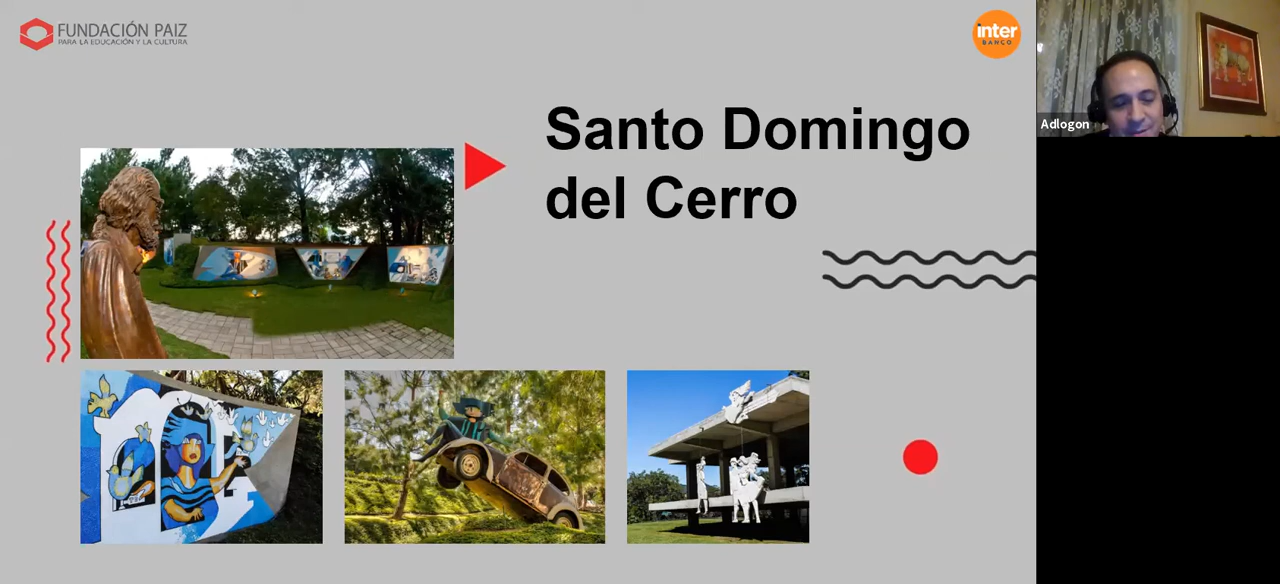 FUNDACIÓN PAIZ
PARA LA EDUCACIÓN Y LA CULTURA
inter
BANCO
Santo Domingo
del Cerro
Adlogon